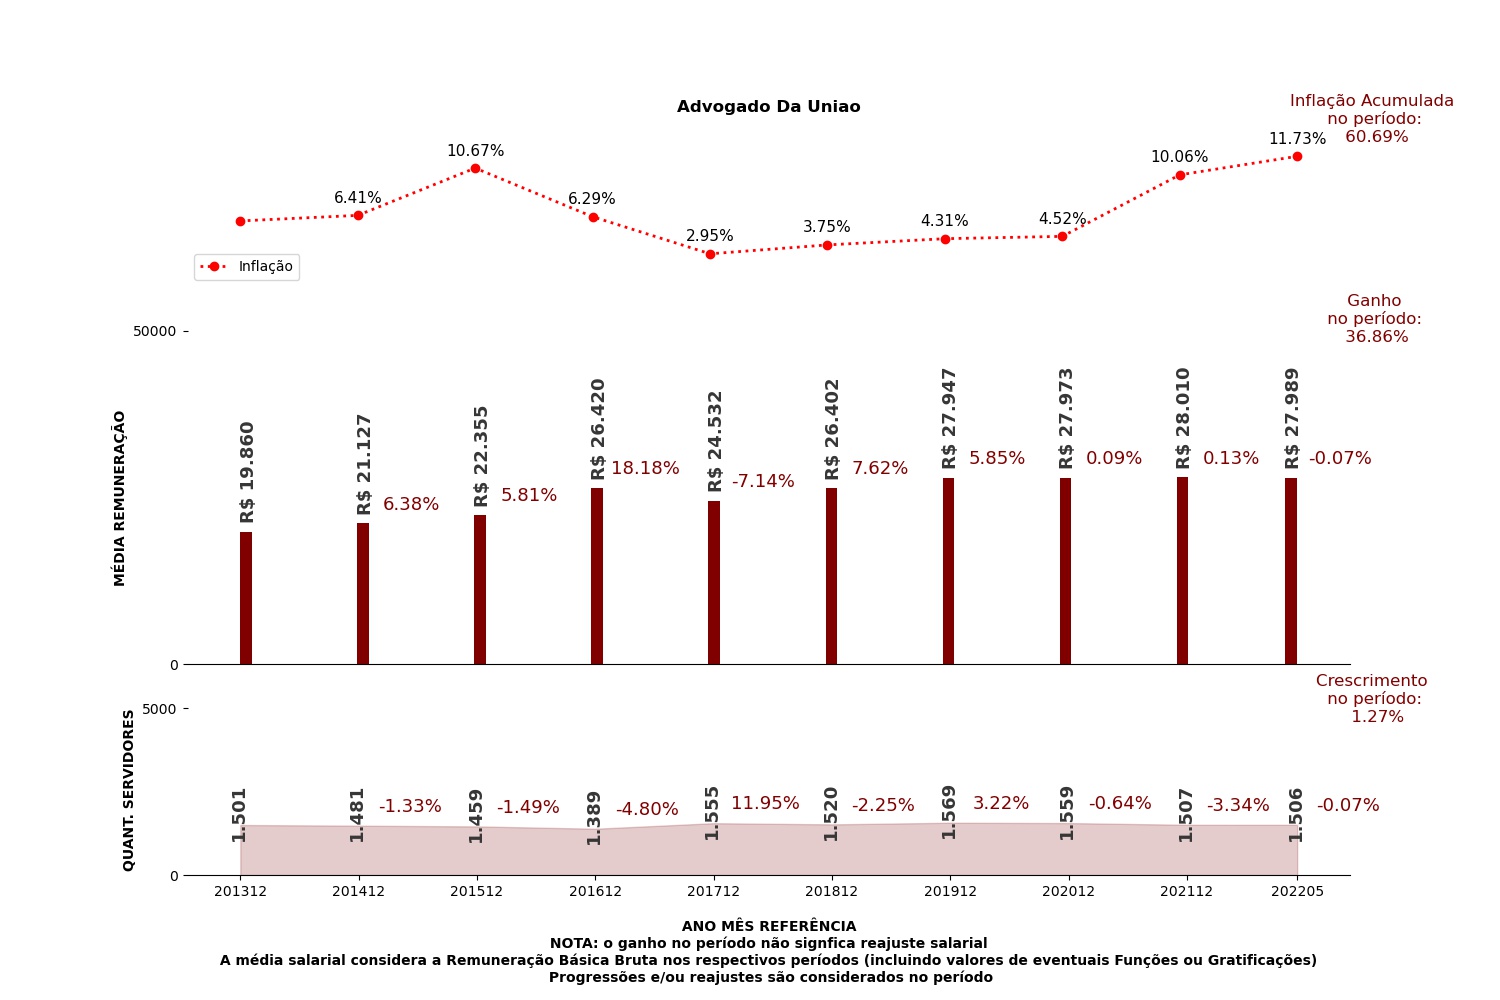 Advogado Da Uniao
Inflação Acumulada
no período:
60.69%
6.41%
10.67%
6.29%
2.95%
3.75%
4.31%
4.52%
10.06%
11.73%
Inflação
Ganho
no período:
36.86%
50000
0
MÉDIA REMUNERAÇÃO
R$ 19.860
R$ 21.127
R$ 22.355
R$ 26.420
R$ 24.532
R$ 26.402
R$ 27.947
R$ 27.973
R$ 28.010
R$ 27.989
6.38%
5.81%
18.18%
-7.14%
7.62%
5.85%
0.09%
0.13%
-0.07%
Crescrimento
no período:
1.27%
5000
0
QUANT. SERVIDORES
1.501
1.481
1.459
1.389
1.555
1.520
1.569
1.559
1.507
1.506
-1.33%
-1.49%
-4.80%
11.95%
-2.25%
3.22%
-0.64%
-3.34%
-0.07%
201312
201412
201512
201612
201712
201812
201912
202012
202112
202205
ANO MÊS REFERÊNCIA
NOTA: o ganho no período não signfica reajuste salarial
A média salarial considera a Remuneração Básica Bruta nos respectivos períodos (incluindo valores de eventuais Funções ou Gratificações)
Progressões e/ou reajustes são considerados no período